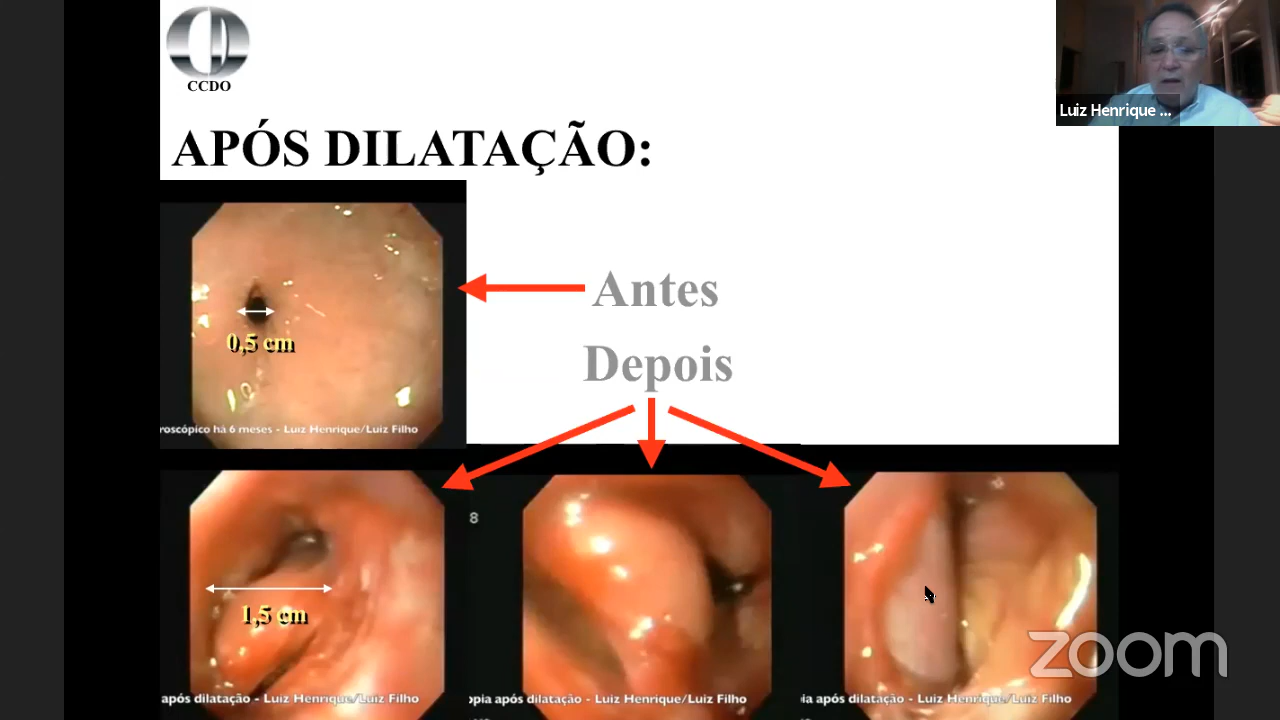 CCDO
Luiz Henrique ...
APÓS DILATAÇÃO:
Antes
0,5 cm
Depois
roscópico há 6 meses - Luiz Henrique/Luiz Filho
8
1,5 cm
após dilatação - Luiz Henrique/Luiz Filho
opia após dilatação - Luiz Henrique/Luiz Filho
ia após dilatação - Luiz Henrique/Luiz Filho
zoom